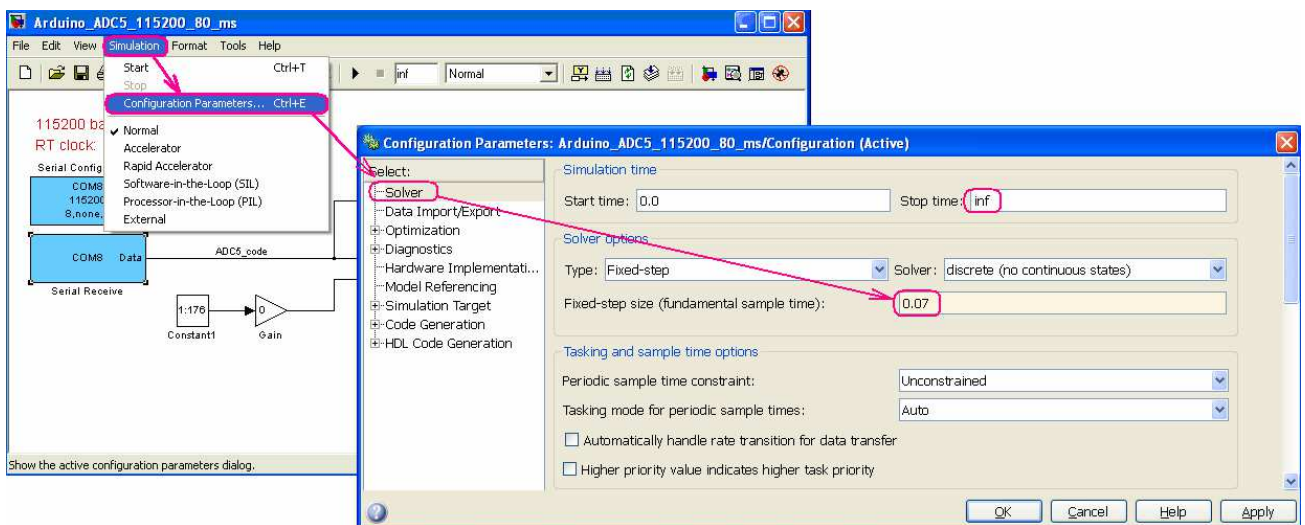 Arduino_ADC5_115200_80_ms
File Edit View Simulation Format Tools Help
inf Normal
Start Ctrl+T
Stop
Configuration Parameters... Ctrl+E
Normal
Accelerator
Rapid Accelerator
Software-in-the-Loop (SIL)
Processor-in-the-Loop (PIL)
External
115200 ba
RT clock:
Serial Config
COM8
115200
8,none,
COM8 Data
ADC5_code
Serial Receive
1:176
0
Constant1
Gain
Show the active configuration parameters dialog.
Configuration Parameters: Arduino_ADC5_115200_80_ms/Configuration (Active)
Select:
Solver
Data Import/Export
Optimization
Diagnostics
Hardware Implementati...
Model Referencing
Simulation Target
Code Generation
HDL Code Generation
Simulation time
Start time: 0.0 Stop time: inf
Solver options
Type: Fixed-step Solver: discrete (no continuous states)
Fixed-step size (fundamental sample time): 0.07
Tasking and sample time options
Periodic sample time constraint: Unconstrained
Tasking mode for periodic sample times: Auto
Automatically handle rate transition for data transfer
Higher priority value indicates higher task priority
OK Cancel Help Apply